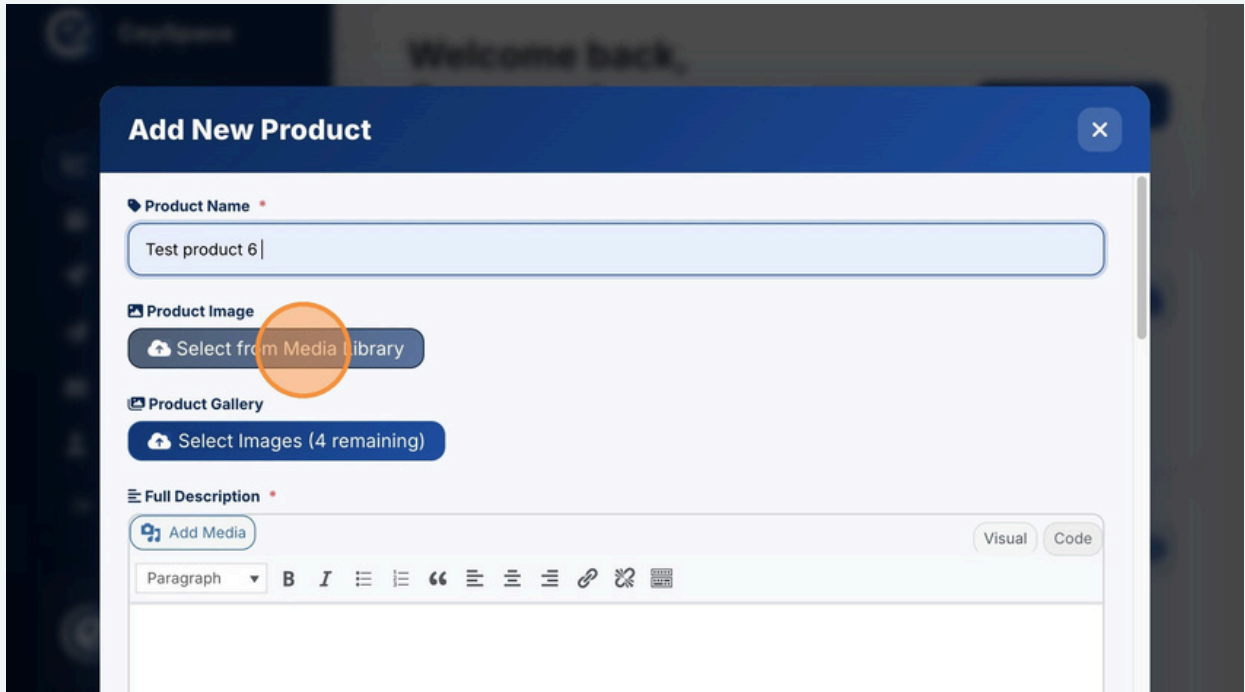 CeySpace
Welcome back,
Add New Product
Product Name *
Test product 6
Product Image
Select from Media Library
Product Gallery
Select Images (4 remaining)
Full Description *
Add Media
Visual Code
Paragraph B I